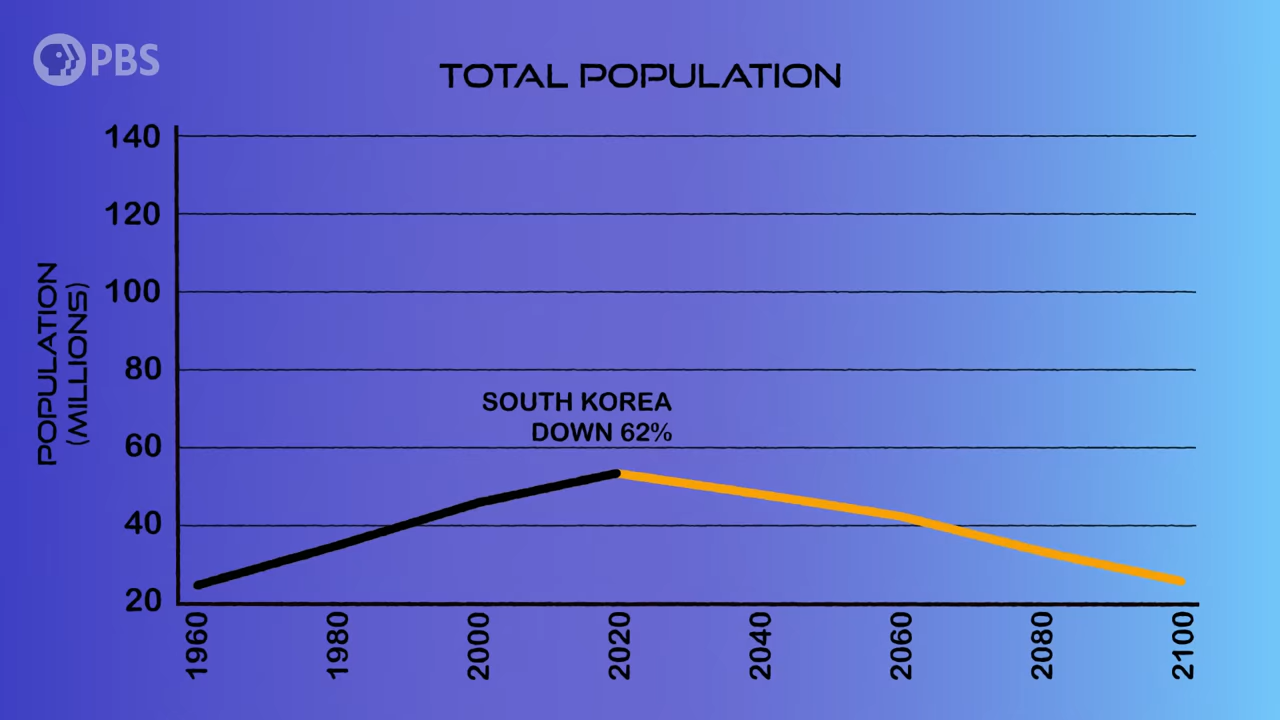 PBS
TOTAL POPULATION
POPULATION
(MILLIONS)
140
120
100
80
60
40
20
SOUTH KOREA
DOWN 62%
1960
1980
2000
2020
2040
2060
2080
2100